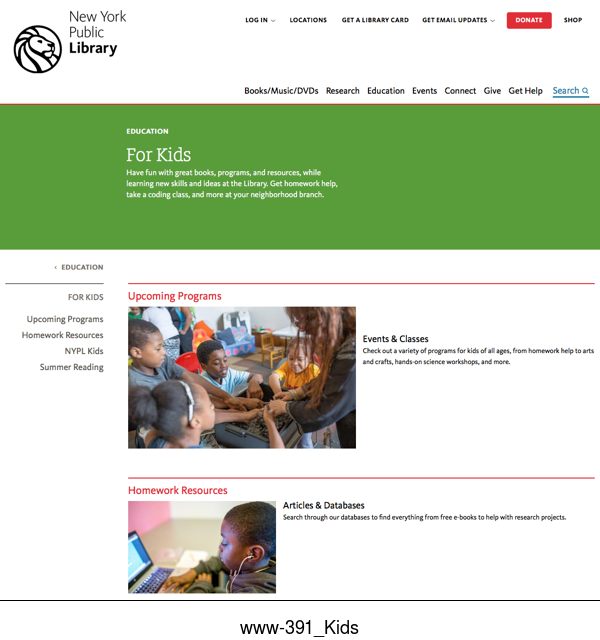 New York
Public
Library
LOG IN
LOCATIONS
GET A LIBRARY CARD
GET EMAIL UPDATES
DONATE
SHOP
Books/Music/DVDs
Research
Education
Events
Connect
Give
Get Help
Search
EDUCATION
For Kids
Have fun with great books, programs, and resources, while
learning new skills and ideas at the Library. Get homework help,
take a coding class, and more at your neighborhood branch.
‹ EDUCATION
FOR KIDS
Upcoming Programs
Homework Resources
NYPL Kids
Summer Reading
Upcoming Programs
Events & Classes
Check out a variety of programs for kids of all ages, from homework help to arts
and crafts, hands-on science workshops, and more.
Homework Resources
Articles & Databases
Search through our databases to find everything from free e-books to help with research projects.
www-391_Kids